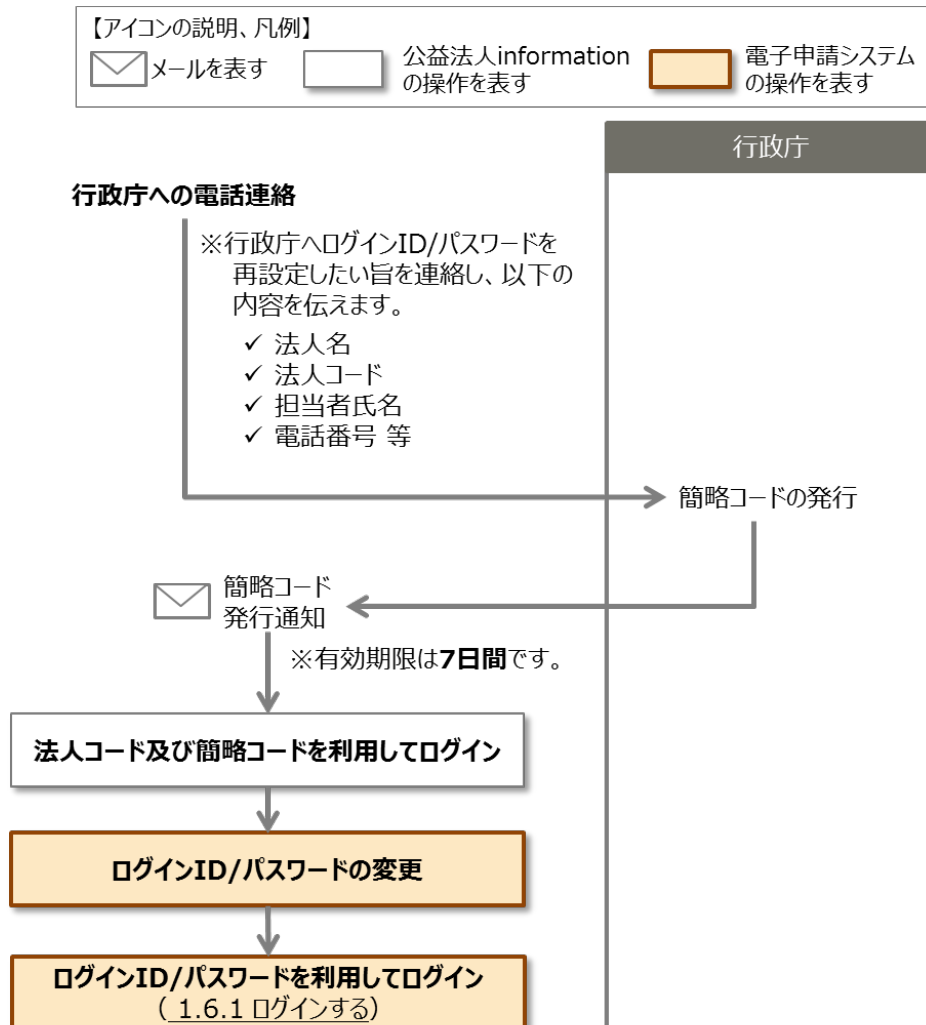 【アイコンの説明、凡例】
メールを表す
公益法人information
の操作を表す
電子申請システム
の操作を表す
行政庁
行政庁への電話連絡
※行政庁へログインID/パスワードを
再設定したい旨を連絡し、以下の
内容を伝えます。
✓ 法人名
✓ 法人コード
✓ 担当者氏名
✓ 電話番号 等
簡略コードの発行
簡略コード
発行通知
※有効期限は7日間です。
法人コード及び簡略コードを利用してログイン
ログインID/パスワードの変更
ログインID/パスワードを利用してログイン
( 1.6.1 ログインする)